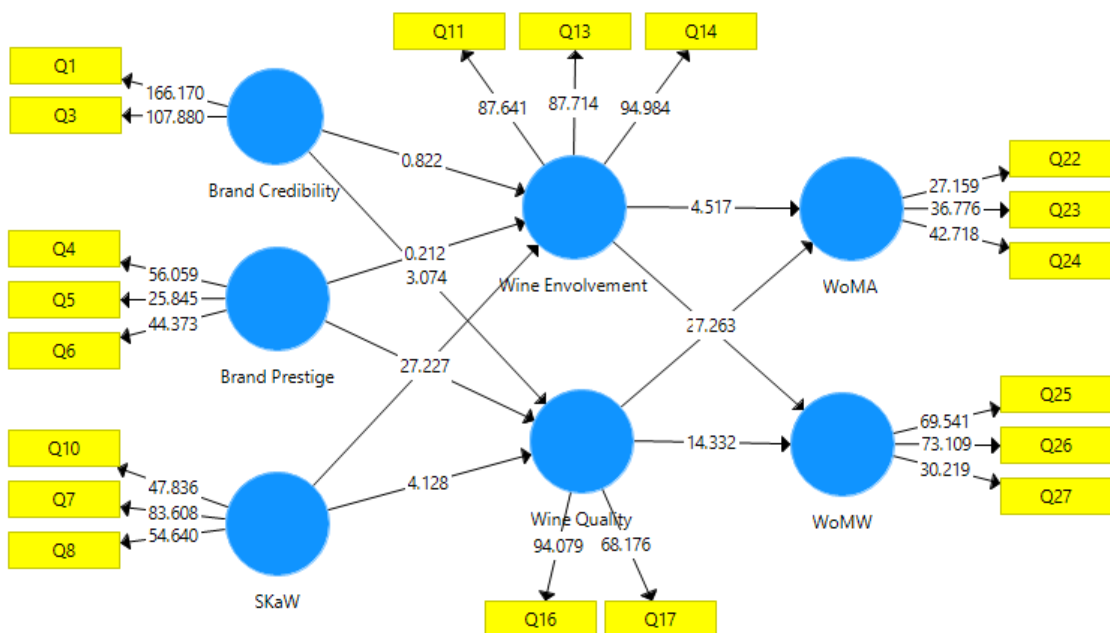 Q11
Q13
Q14
Q1
Q3
166.170
107.880
87.641
87.714
94.984
Brand Credibility
0.822
Wine Envolvement
4.517
WoMA
Q22
Q23
Q24
27.159
36.776
42.718
Q4
Q5
Q6
56.059
25.845
44.373
Brand Prestige
0.212
3.074
27.227
27.263
Q10
Q7
Q8
47.836
83.608
54.640
SKaW
4.128
Wine Quality
14.332
WoMW
Q25
Q26
Q27
69.541
73.109
30.219
94.079
68.176
Q16
Q17